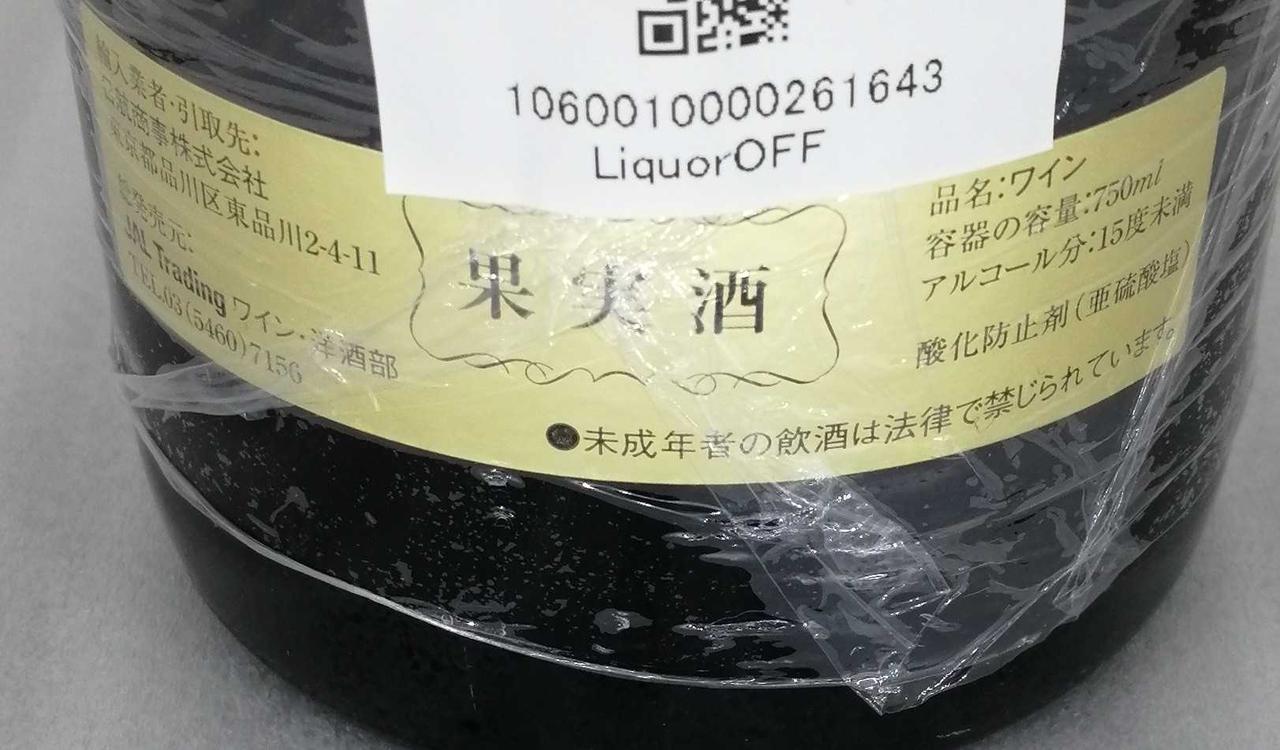 1060010000261643
LiquorOFF
輸入業者・引取先:
商事株式会社
東京都品川区東品川2-4-11
総発売元:
JAL Trading ワイン・洋酒部
TEL.03(5460)7156
果実酒
品名:ワイン
容器の容量:750ml
アルコール分:15度未満
酸化防止剤(亜硫酸塩)
●未成年者の飲酒は法律で禁じられています。